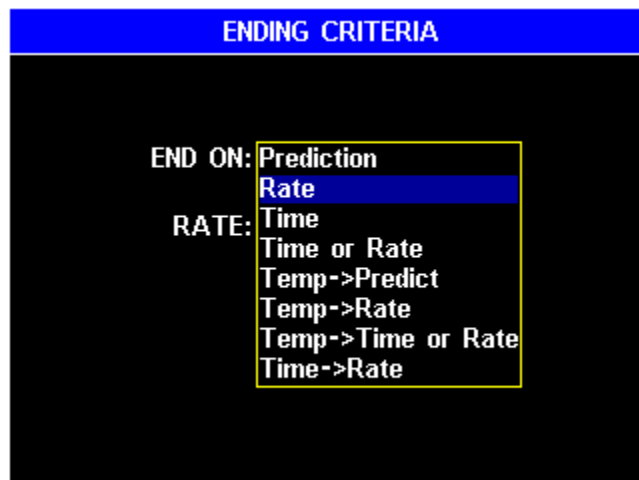 ENDING CRITERIA
END ON: Prediction
Rate
RATE: Time
Time or Rate
Temp->Predict
Temp->Rate
Temp->Time or Rate
Time->Rate